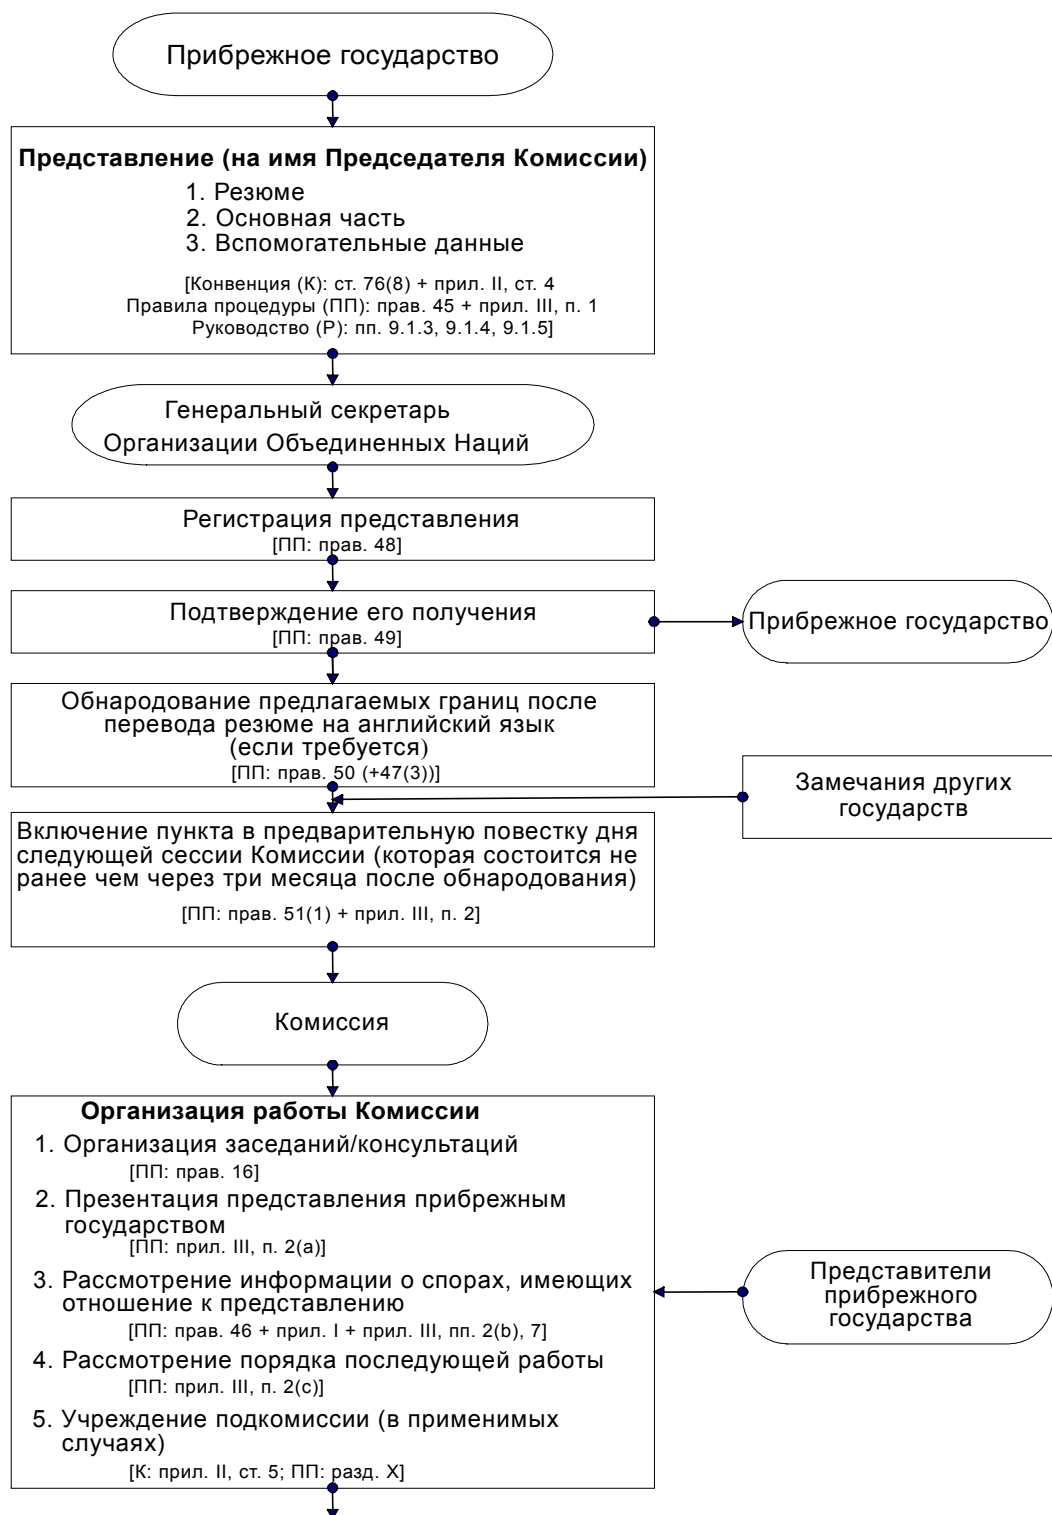 Прибрежное государство
Представление (на имя Председателя Комиссии)
1. Резюме
2. Основная часть
3. Вспомогательные данные
[Конвенция (К): ст. 76(8) + прил. II, ст. 4
Правила процедуры (ПП): прав. 45 + прил. III, п. 1
Руководство (Р): пп. 9.1.3, 9.1.4, 9.1.5]
Генеральный секретарь
Организации Объединенных Наций
Регистрация представления
[ПП: прав. 48]
Подтверждение его получения
[ПП: прав. 49]
Прибрежное государство
Обнародование предлагаемых границ после
перевода резюме на английский язык
(если требуется)
[ПП: прав. 50 (+47(3))]
Замечания других
государств
Включение пункта в предварительную повестку дня
следующей сессии Комиссии (которая состоится не
ранее чем через три месяца после обнародования)
[ПП: прав. 51(1) + прил. III, п. 2]
Комиссия
Организация работы Комиссии
1. Организация заседаний/консультаций
[ПП: прав. 16]
2. Презентация представления прибрежным
государством
[ПП: прил. III, п. 2(a)]
3. Рассмотрение информации о спорах, имеющих
отношение к представлению
[ПП: прав. 46 + прил. I + прил. III, пп. 2(b), 7]
4. Рассмотрение порядка последующей работы
[ПП: прил. III, п. 2(c)]
5. Учреждение подкомиссии (в применимых
случаях)
[К: прил. II, ст. 5; ПП: разд. X]
Представители
прибрежного
государства